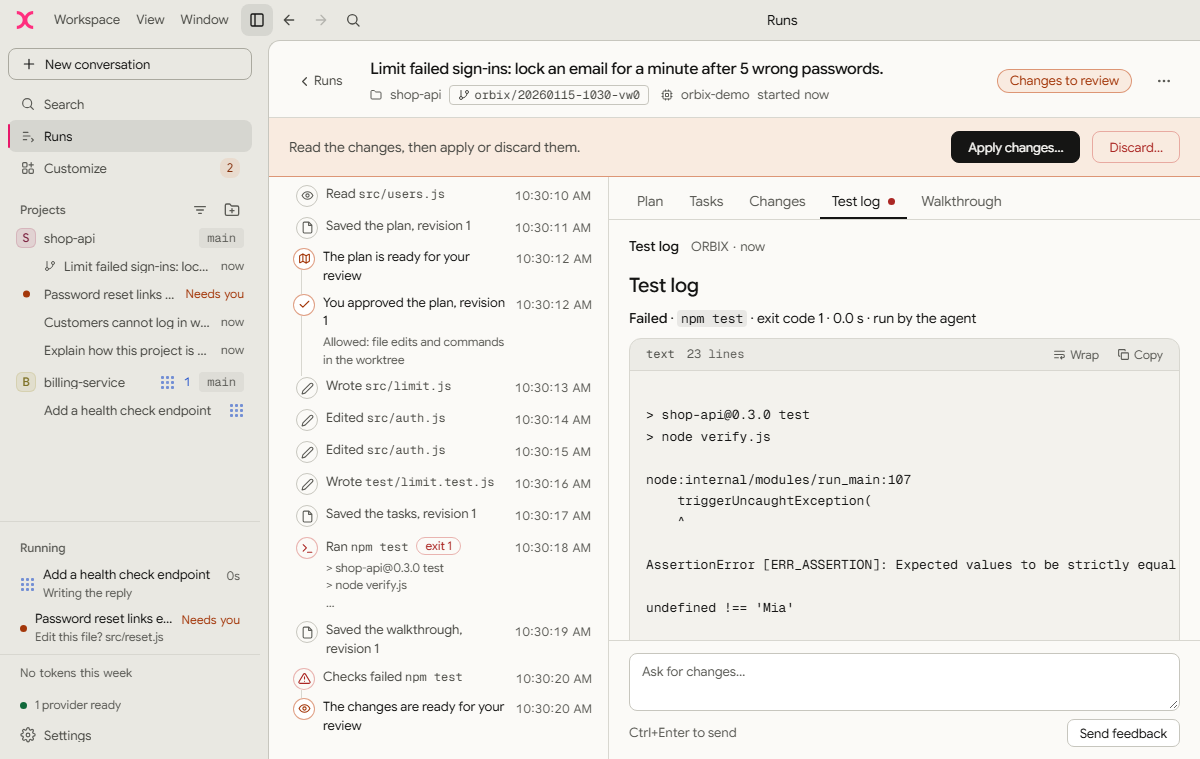 Workspace View Window
Runs
New conversation
Search
Runs
Customize 2
Projects
S shop-api main
Limit failed sign-ins: loc... now
Password reset links ... Needs you
Customers cannot log in w... now
Explain how this project is ... now
B billing-service 1 main
Add a health check endpoint
Running
Add a health check endpoint 0s
Writing the reply
Password reset links e... Needs you
Edit this file? src/reset.js
No tokens this week
1 provider ready
Settings
Runs
Limit failed sign-ins: lock an email for a minute after 5 wrong passwords.
shop-api orbix/20260115-1030-vw0 orbix-demo started now
Changes to review
Read the changes, then apply or discard them.
Apply changes... Discard...
Read src/users.js 10:30:10 AM
Saved the plan, revision 1 10:30:11 AM
The plan is ready for your 10:30:12 AM
review
You approved the plan, revision 10:30:12 AM
1
Allowed: file edits and commands
in the worktree
Wrote src/limit.js 10:30:13 AM
Edited src/auth.js 10:30:14 AM
Edited src/auth.js 10:30:15 AM
Wrote test/limit.test.js 10:30:16 AM
Saved the tasks, revision 1 10:30:17 AM
Ran npm test exit 1 10:30:18 AM
> shop-api@0.3.0 test
> node verify.js
...
Saved the walkthrough, 10:30:19 AM
revision 1
Checks failed npm test 10:30:20 AM
The changes are ready for your 10:30:20 AM
review
Plan Tasks Changes Test log Walkthrough
Test log ORBIX · now
Test log
Failed · npm test · exit code 1 · 0.0 s · run by the agent
text 23 lines Wrap Copy
> shop-api@0.3.0 test
> node verify.js
node:internal/modules/run_main:107
triggerUncaughtException(
^
AssertionError [ERR_ASSERTION]: Expected values to be strictly equal
undefined !== 'Mia'
Ask for changes...
Ctrl+Enter to send
Send feedback